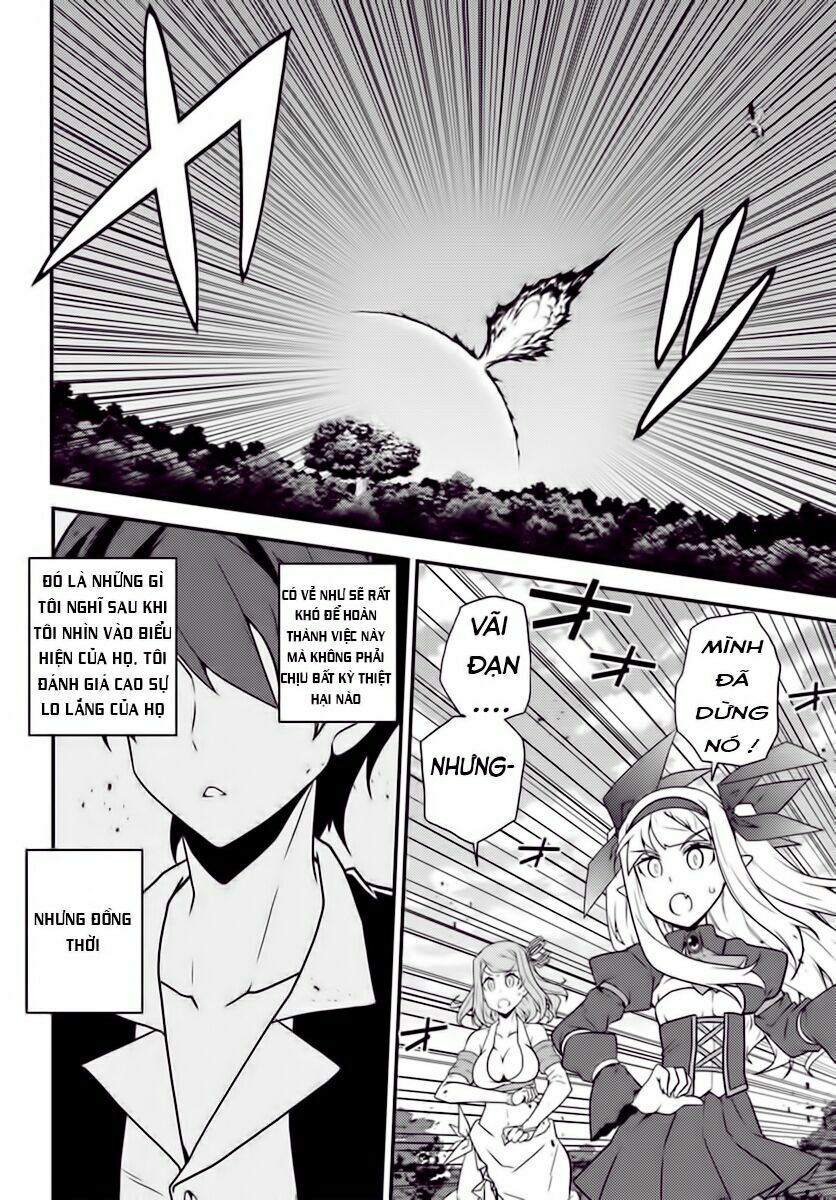 ガ
ッ
MÌNH
ĐÃ
DỪNG
NÓ !
VÃI
ĐẠN
....
NHƯNG-
CÓ VẺ NHƯ SẼ RẤT
KHÓ ĐỂ HOÀN
THÀNH VIỆC NÀY
MÀ KHÔNG PHẢI
CHỊU BẤT KỲ THIỆT
HẠI NÀO
ĐÓ LÀ NHỮNG GÌ
TÔI NGHĨ SAU KHI
TÔI NHÌN VÀO BIỂU
HIỆN CỦA HỌ, TÔI
ĐÁNH GIÁ CAO SỰ
LO LẮNG CỦA HỌ
NHƯNG ĐỒNG
THỜI